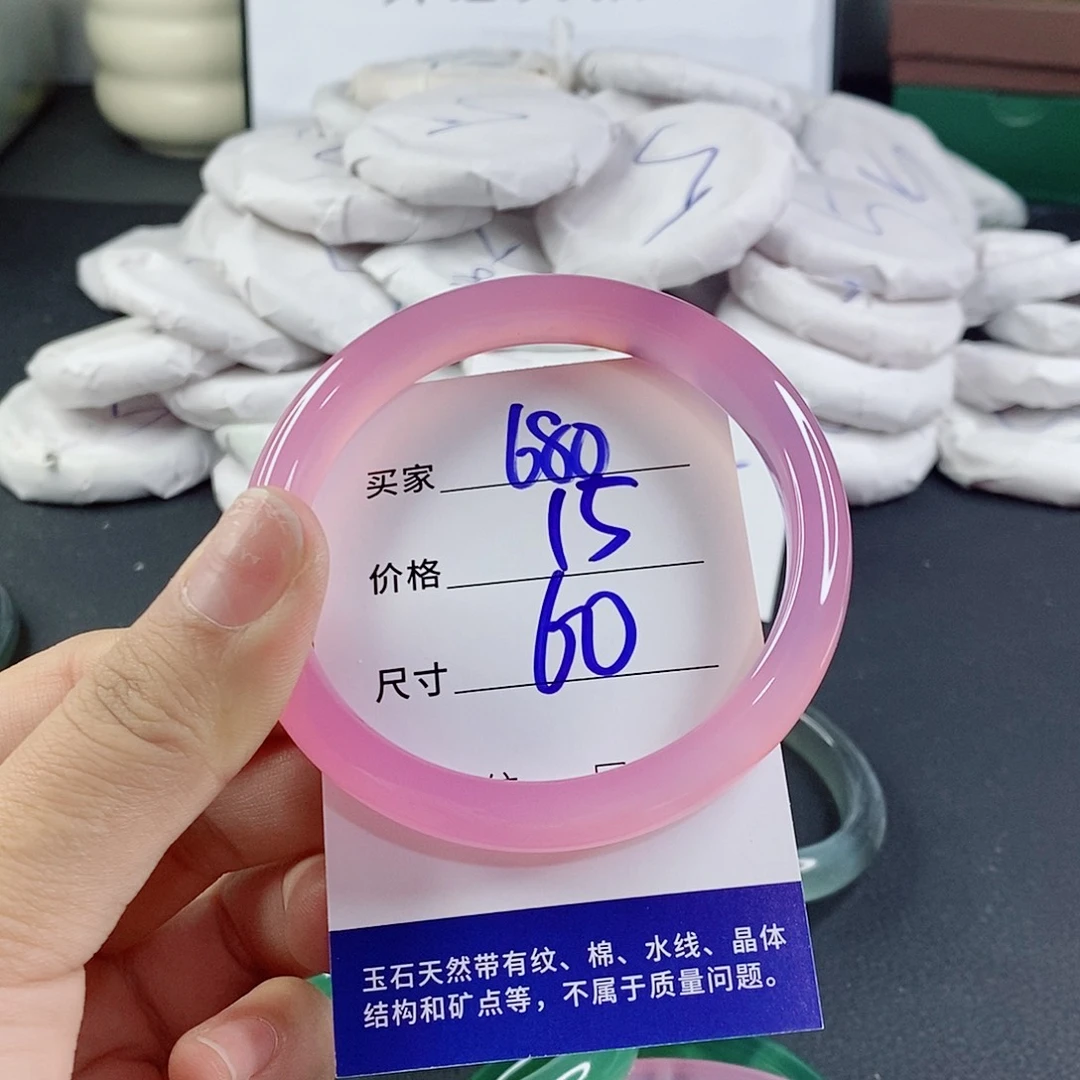 买家 680
价格 15
尺寸 60
玉石天然带有纹、棉、水线、晶体
结构和矿点等，不属于质量问题。